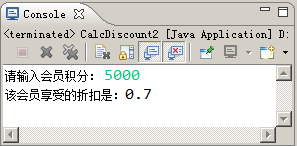 Console
<terminated> CalcDiscount2 [Java Application] D:
请输入会员积分： 5000
该会员享受的折扣是：0.7